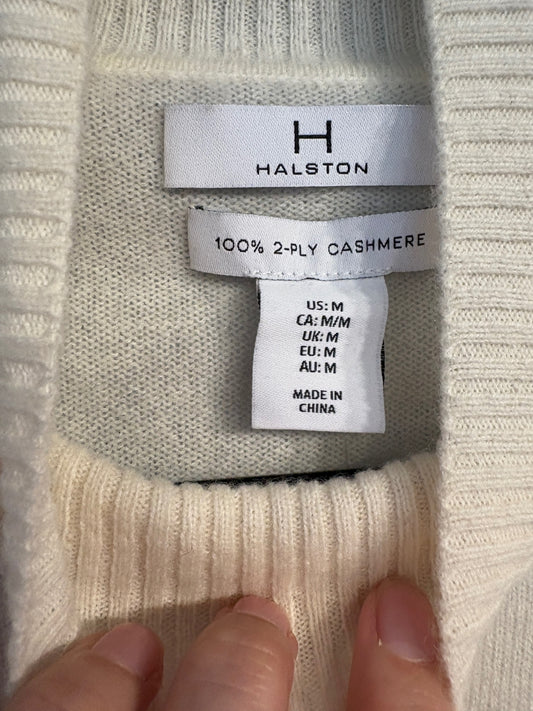 H
HALSTON
100% 2-PLY CASHMERE
US: M
CA: M/M
UK: M
EU: M
AU: M
MADE IN
CHINA